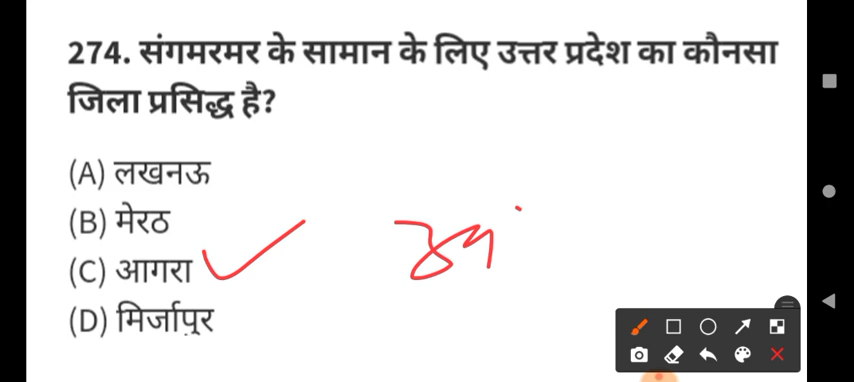 274. संगमरमर के सामान के लिए उत्तर प्रदेश का कौनसा
जिला प्रसिद्ध है?
(A) लखनऊ
(B) मेरठ
(C) आगरा
(D) मिर्जापुर